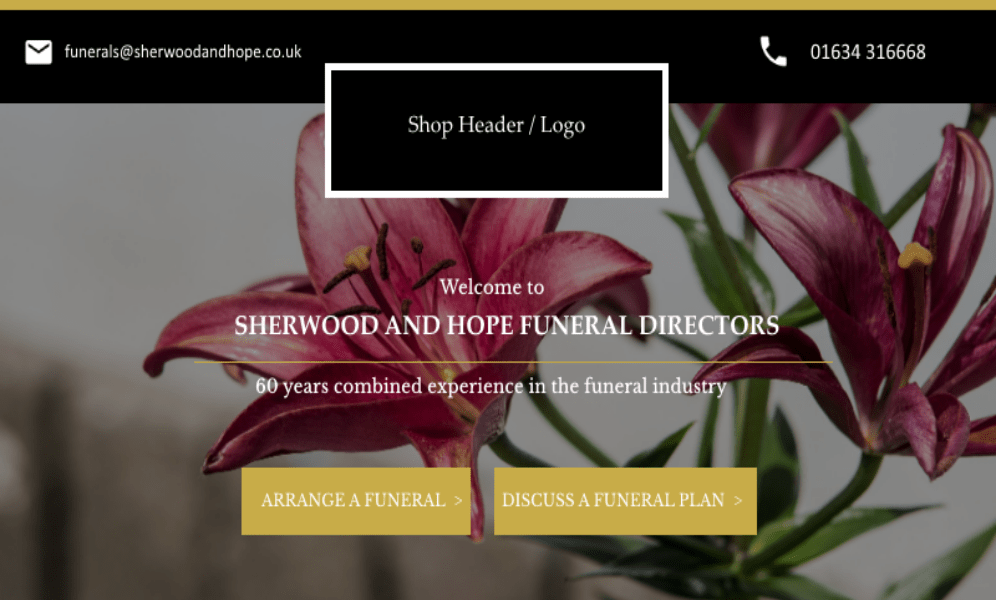 funerals@sherwoodandhope.co.uk
01634 316668
Shop Header / Logo
Welcome to
SHERWOOD AND HOPE FUNERAL DIRECTORS
60 years combined experience in the funeral industry
ARRANGE A FUNERAL >
DISCUSS A FUNERAL PLAN >